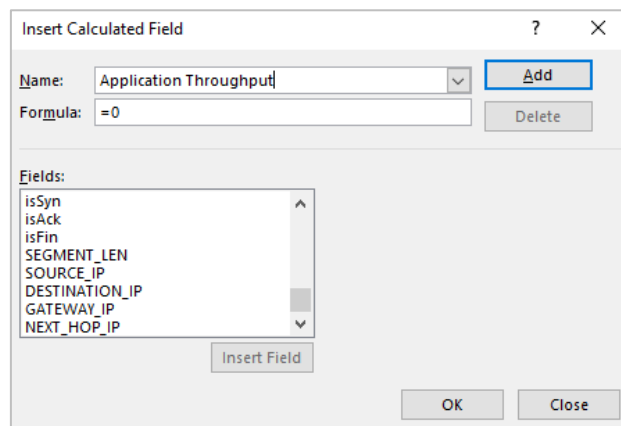 Insert Calculated Field ? ×
Name: Application Throughput Add
Formula: =0 Delete
Fields:
isSyn
isAck
isFin
SEGMENT_LEN
SOURCE_IP
DESTINATION_IP
GATEWAY_IP
NEXT_HOP_IP
Insert Field
OK Close